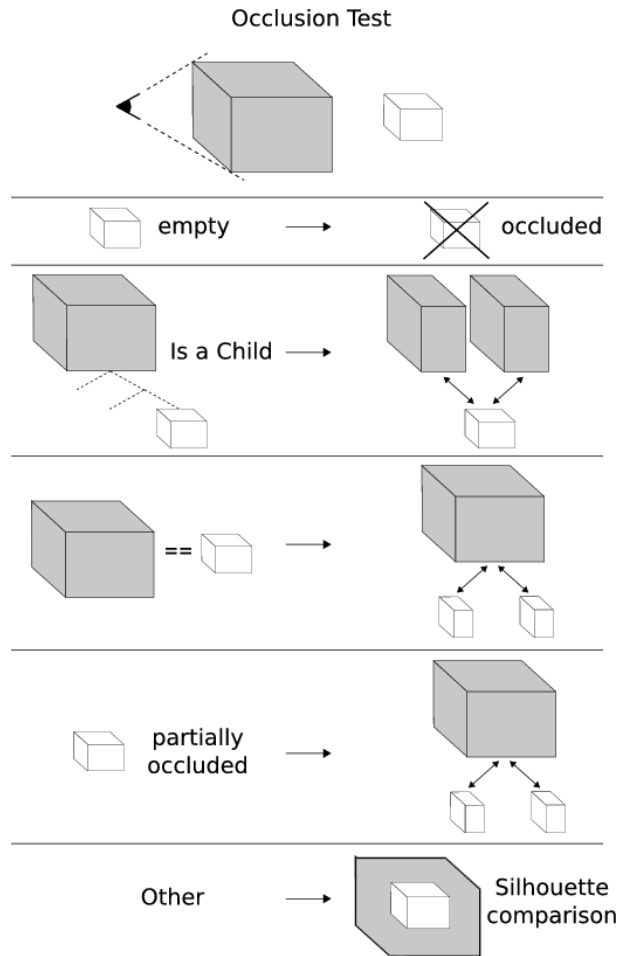 Occlusion Test
empty
occluded
Is a Child
==
partially
occluded
Other
Silhouette
comparison